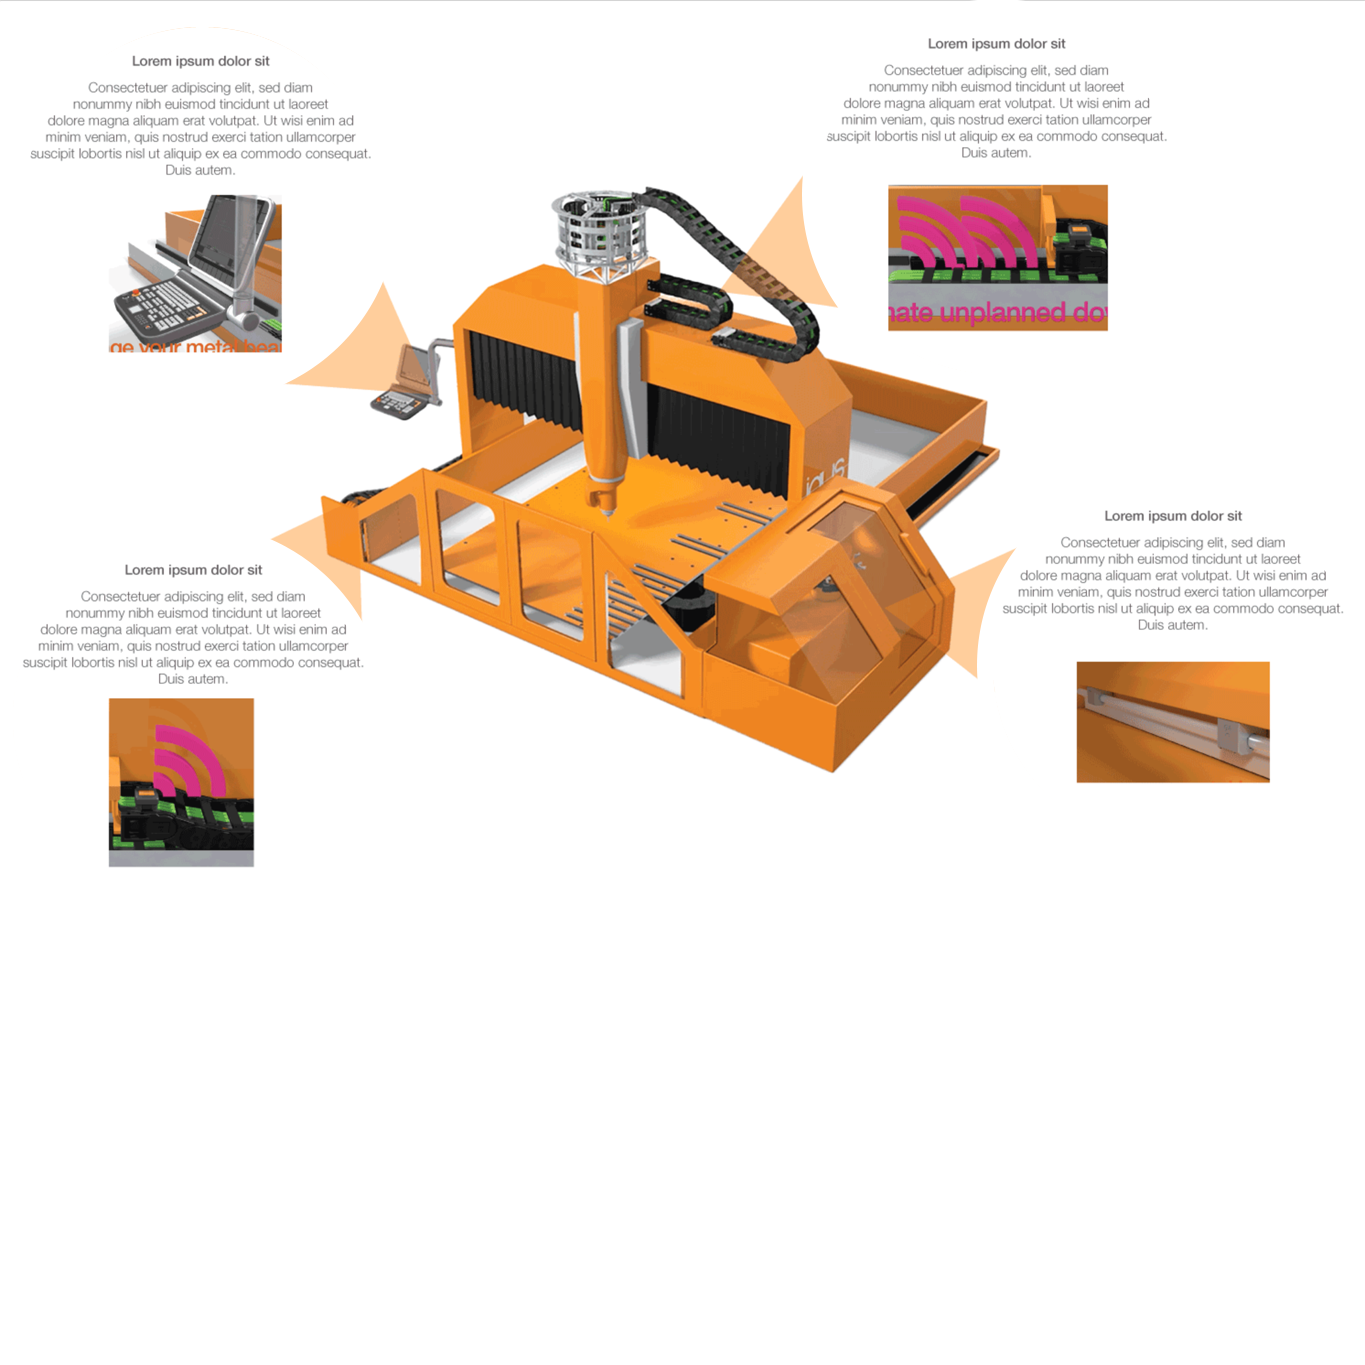 Lorem ipsum dolor sit
Consectetuer adipiscing elit, sed diam
nonummy nibh euismod tincidunt ut laoreet
dolore magna aliquam erat volutpat. Ut wisi enim ad
minim veniam, quis nostrud exerci tation ullamcorper
suscipit lobortis nisl ut aliquip ex ea commodo consequat.
Duis autem.
ge your metal hea
Lorem ipsum dolor sit
Consectetuer adipiscing elit, sed diam
nonummy nibh euismod tincidunt ut laoreet
dolore magna aliquam erat volutpat. Ut wisi enim ad
minim veniam, quis nostrud exerci tation ullamcorper
suscipit lobortis nisl ut aliquip ex ea commodo consequat.
Duis autem.
nate unplanned do
igus
Lorem ipsum dolor sit
Consectetuer adipiscing elit, sed diam
nonummy nibh euismod tincidunt ut laoreet
dolore magna aliquam erat volutpat. Ut wisi enim ad
minim veniam, quis nostrud exerci tation ullamcorper
suscipit lobortis nisl ut aliquip ex ea commodo consequat.
Duis autem.
Lorem ipsum dolor sit
Consectetuer adipiscing elit, sed diam
nonummy nibh euismod tincidunt ut laoreet
dolore magna aliquam erat volutpat. Ut wisi enim ad
minim veniam, quis nostrud exerci tation ullamcorper
suscipit lobortis nisl ut aliquip ex ea commodo consequat.
Duis autem.